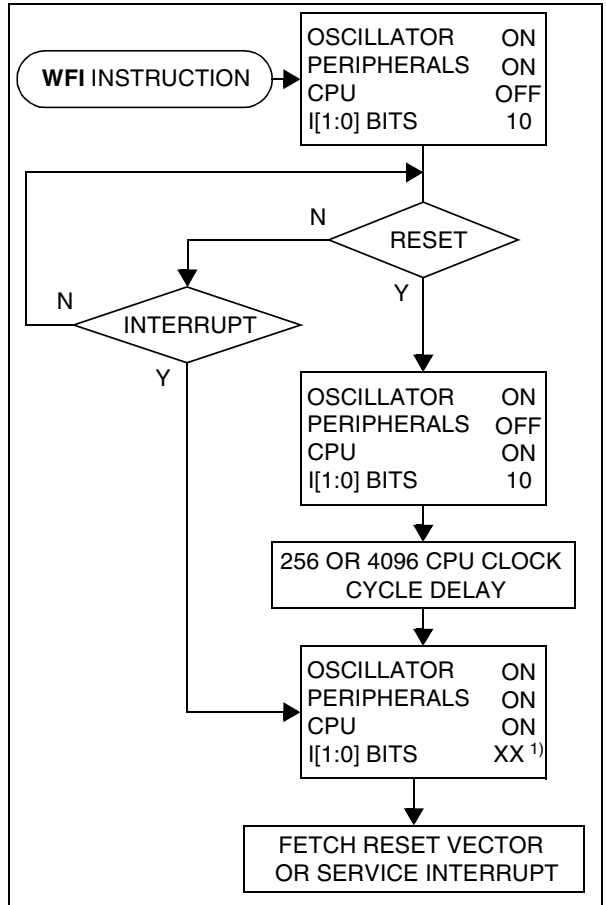 WFI INSTRUCTION
OSCILLATOR ON
PERIPHERALS ON
CPU OFF
I[1:0] BITS 10
N
RESET
Y
N
INTERRUPT
Y
OSCILLATOR ON
PERIPHERALS OFF
CPU ON
I[1:0] BITS 10
256 OR 4096 CPU CLOCK
CYCLE DELAY
OSCILLATOR ON
PERIPHERALS ON
CPU ON
I[1:0] BITS XX 1)
FETCH RESET VECTOR
OR SERVICE INTERRUPT